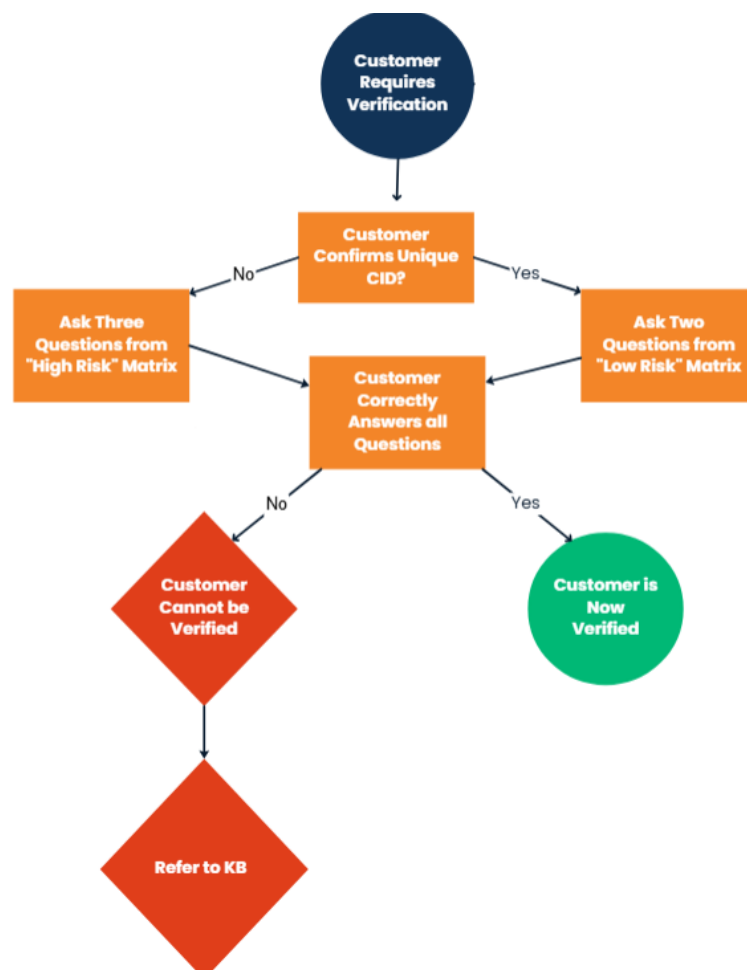 Customer
Requires
Verification
Customer
Confirms Unique
CID?
No
Yes
Ask Three
Questions from
"High Risk" Matrix
Ask Two
Questions from
"Low Risk" Matrix
Customer
Correctly
Answers all
Questions
No
Yes
Customer
Cannot be
Verified
Customer is
Now
Verified
Refer to KB